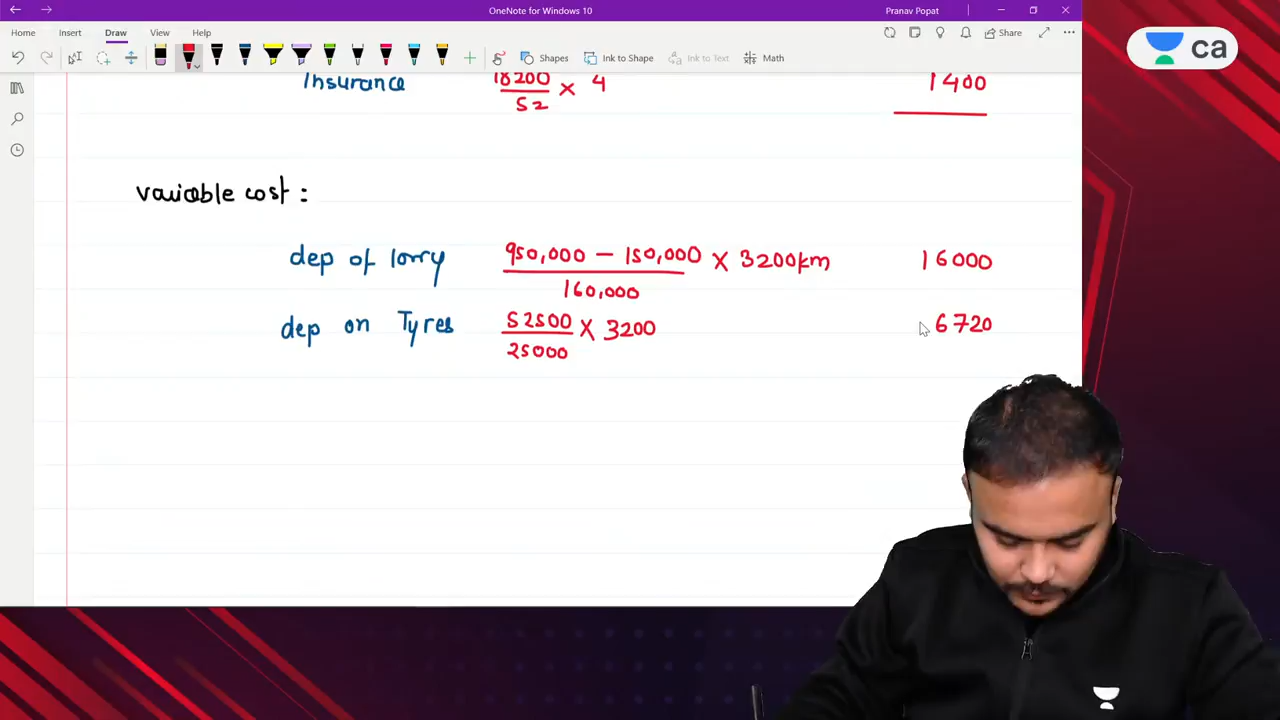 OneNote for Windows 10
Pranav Popat
Home Insert Draw View Help
Share
Shapes Ink to Shape Ink to Text Math
ca
Insurance 18200/52 × 4 1400
variable cost :
dep of lorry 950,000 – 150,000/160,000 × 3200km 16000
dep on Tyres 52500/25000 × 3200 6720